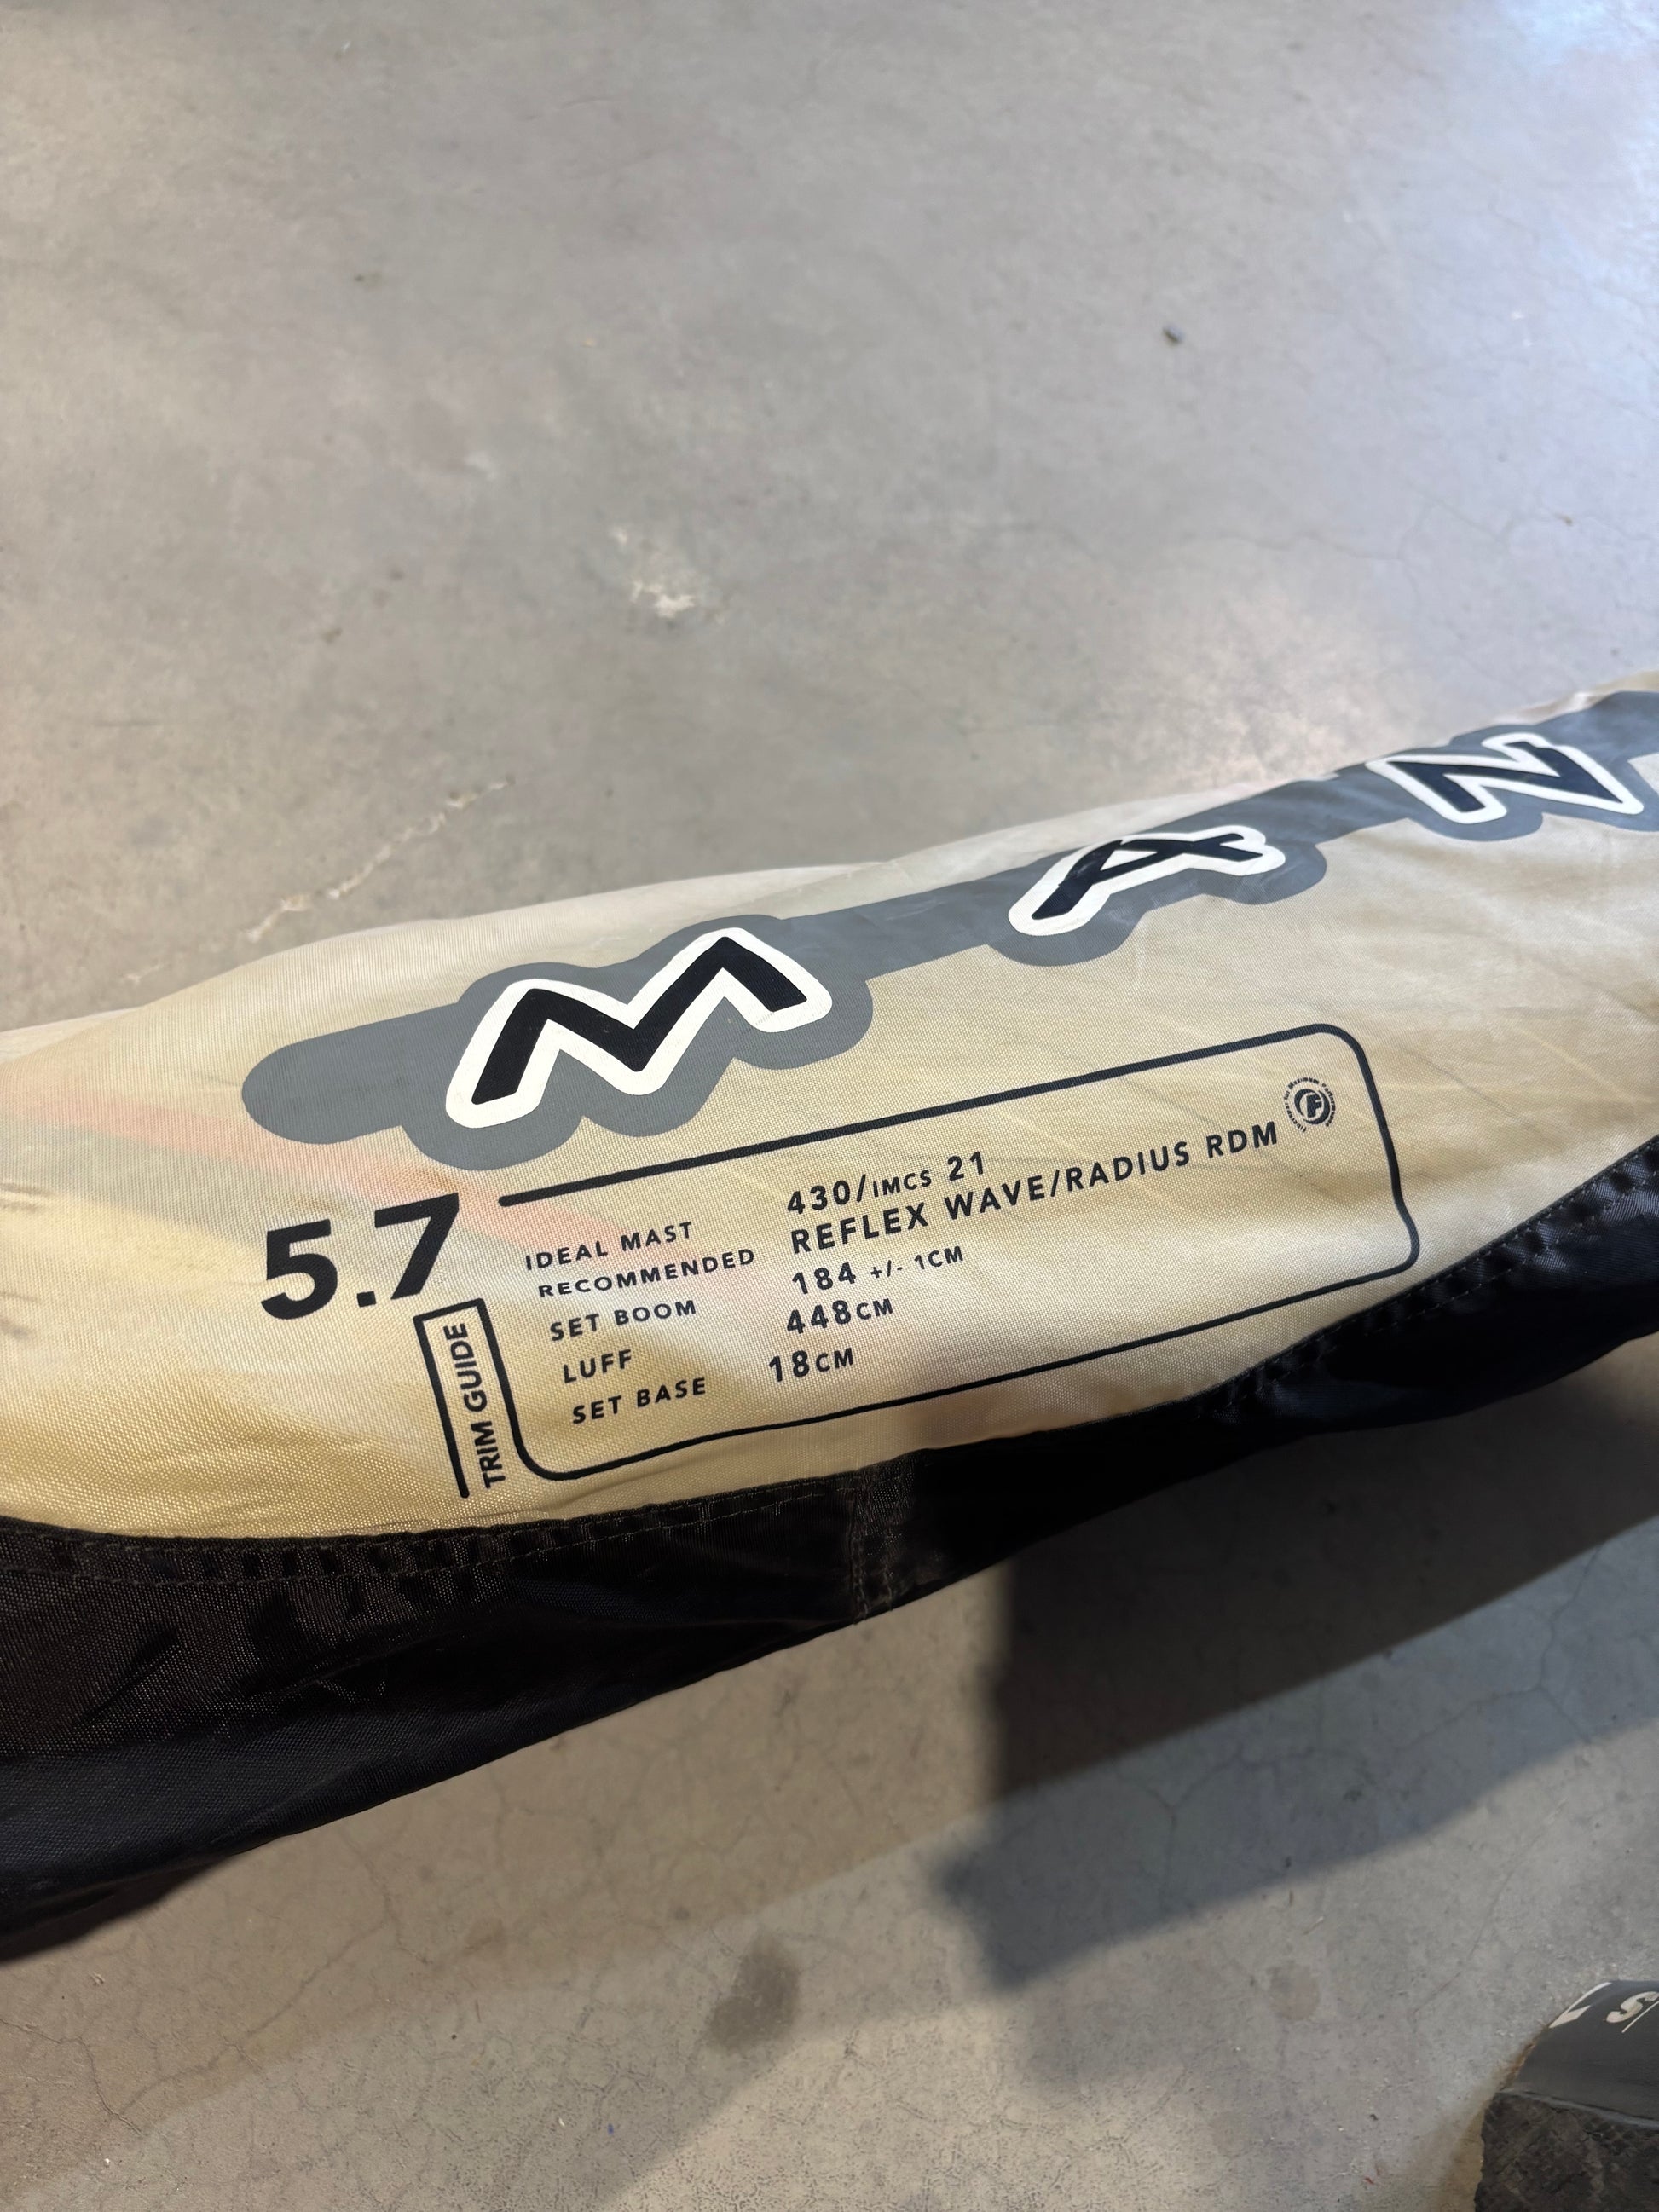 MAN
5.7
TRIM GUIDE
IDEAL MAST 430/IMCS 21
RECOMMENDED REFLEX WAVE/RADIUS RDM
SET BOOM 184 +/- 1CM
LUFF 448CM
SET BASE 18CM